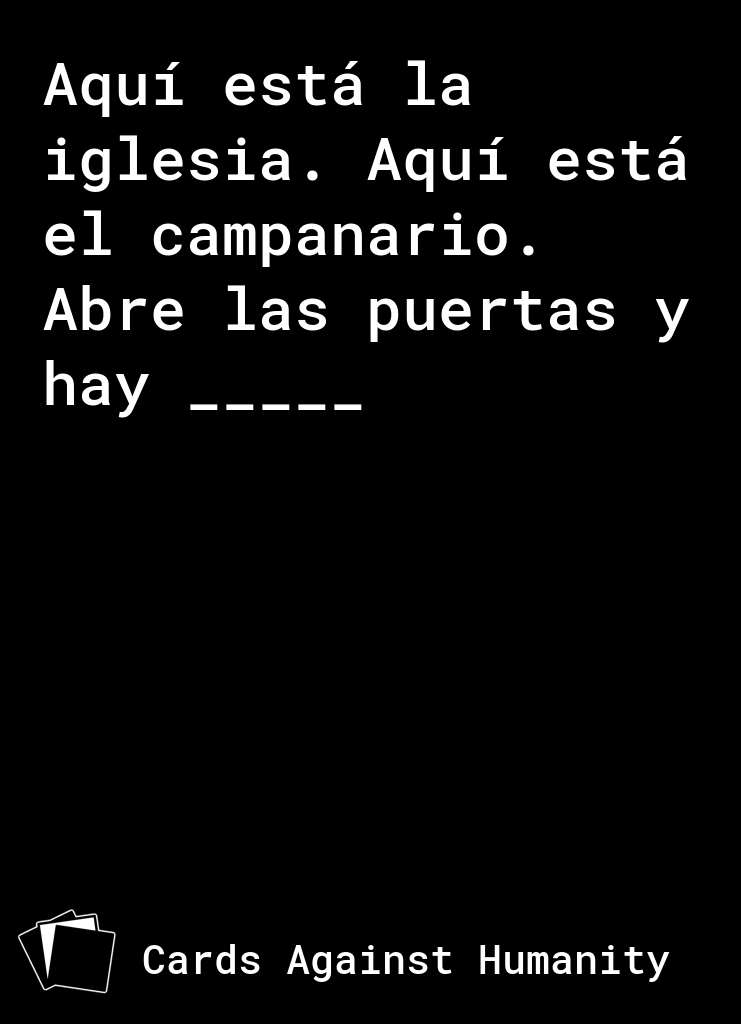 Aquí está la
iglesia. Aquí está
el campanario.
Abre las puertas y
hay _____
Cards Against Humanity